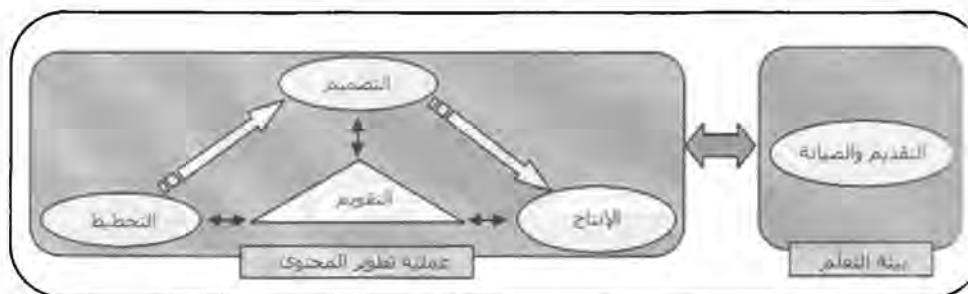 التصميم
التقديم والصيانة
التقويم
التخطيط
الإنتاج
عملية تطوير المحتوى
بيئة التعلم